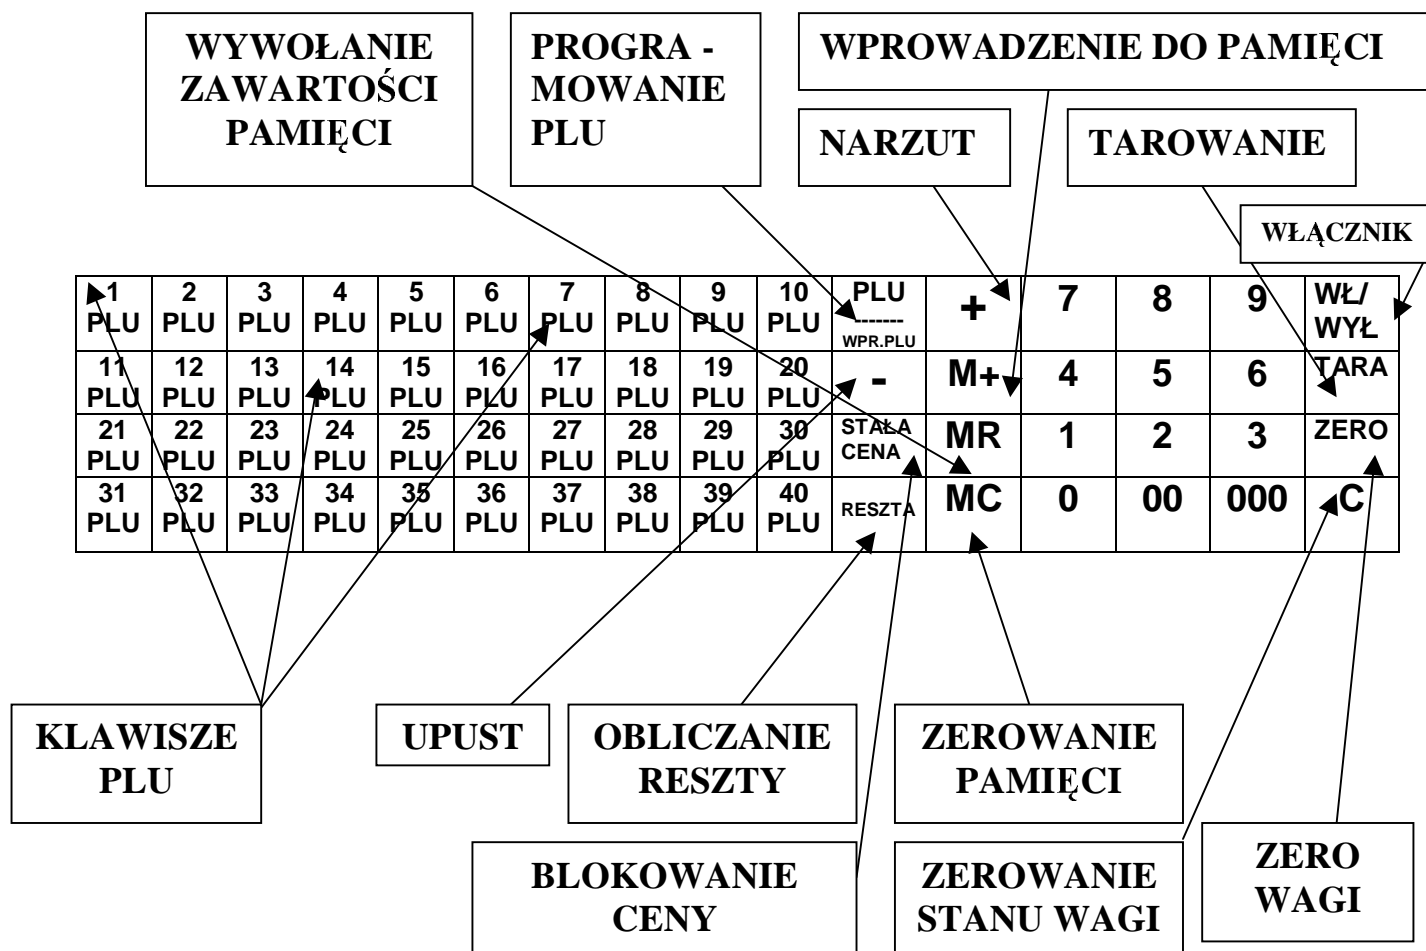 WYWOŁANIE
ZAWARTOŚCI
PAMIĘCI
PROGRA -
MOWANIE
PLU
WPROWADZENIE DO PAMIĘCI
NARZUT
TAROWANIE
WŁĄCZNIK
1 2 3 4 5 6 7 8 9 10 PLU + 7 8 9 WŁ/
PLU PLU PLU PLU PLU PLU PLU PLU PLU PLU ------- WYŁ
WPR.PLU
11 12 13 14 15 16 17 18 19 20 - M+ 4 5 6 TARA
PLU PLU PLU PLU PLU PLU PLU PLU PLU PLU
21 22 23 24 25 26 27 28 29 30 STAŁA MR 1 2 3 ZERO
PLU PLU PLU PLU PLU PLU PLU PLU PLU PLU CENA
31 32 33 34 35 36 37 38 39 40 RESZTA MC 0 00 000 C
PLU PLU PLU PLU PLU PLU PLU PLU PLU PLU
KLAWISZE
PLU
UPUST
OBLICZANIE
RESZTY
ZEROWANIE
PAMIĘCI
BLOKOWANIE
CENY
ZEROWANIE
STANU WAGI
ZERO
WAGI